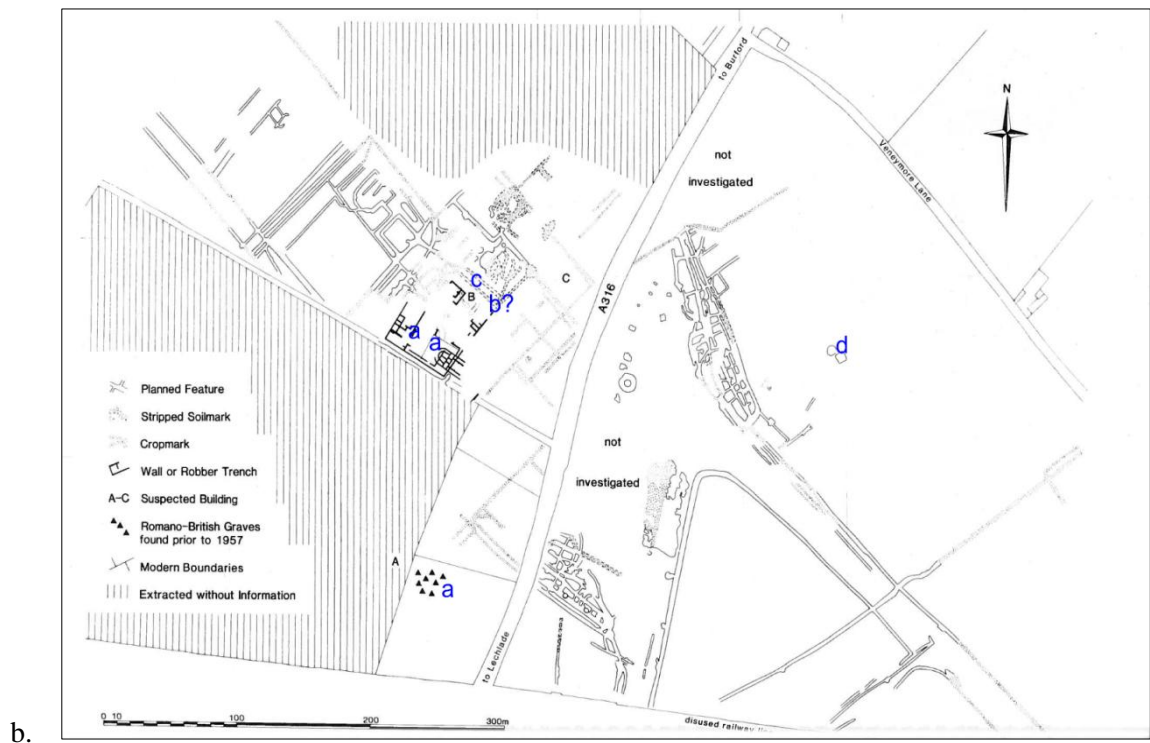 to Burford
N
not
investigated
Veneymore Lane
C
c
B
b?
A316
a
a
d
Planned Feature
Stripped Soilmark
Cropmark
Wall or Robber Trench
A-C Suspected Building
Romano-British Graves
found prior to 1957
Modern Boundaries
Extracted without Information
not
investigated
A
a
to Lechlade
0 10 100 200 300m
disused railway
b.